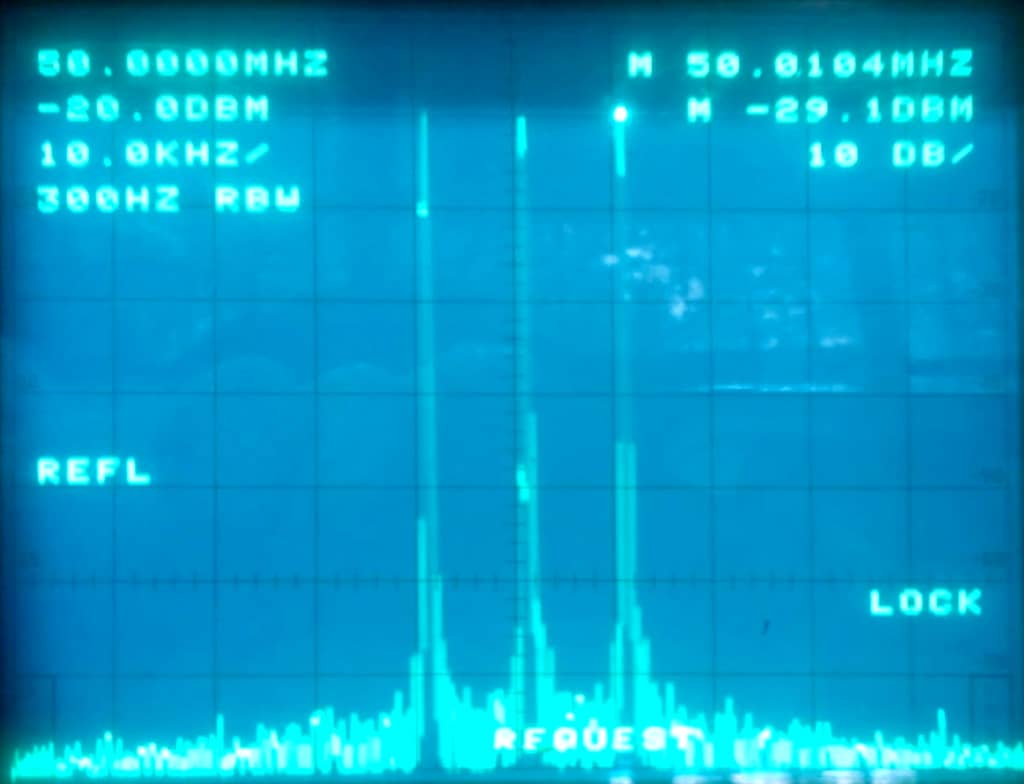 50.0000MHZ M 50.0104MHZ
-20.0DBM M -29.1DBM
10.0KHZ/ 10 DB/
300HZ RBW
REFL
LOCK
REQUEST